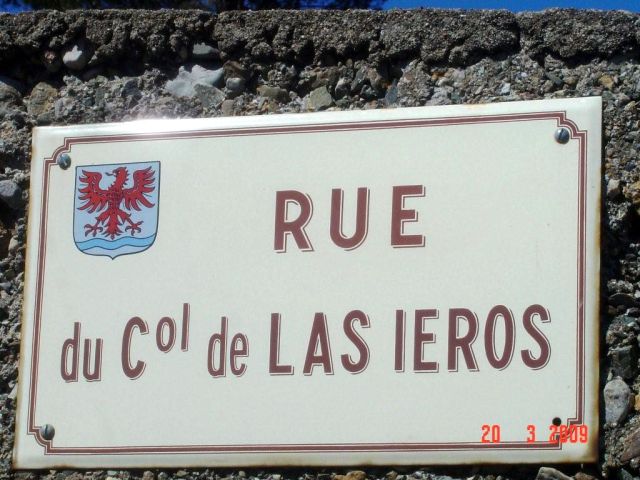 RUE
du Col de LAS IEROS
20 3 2009